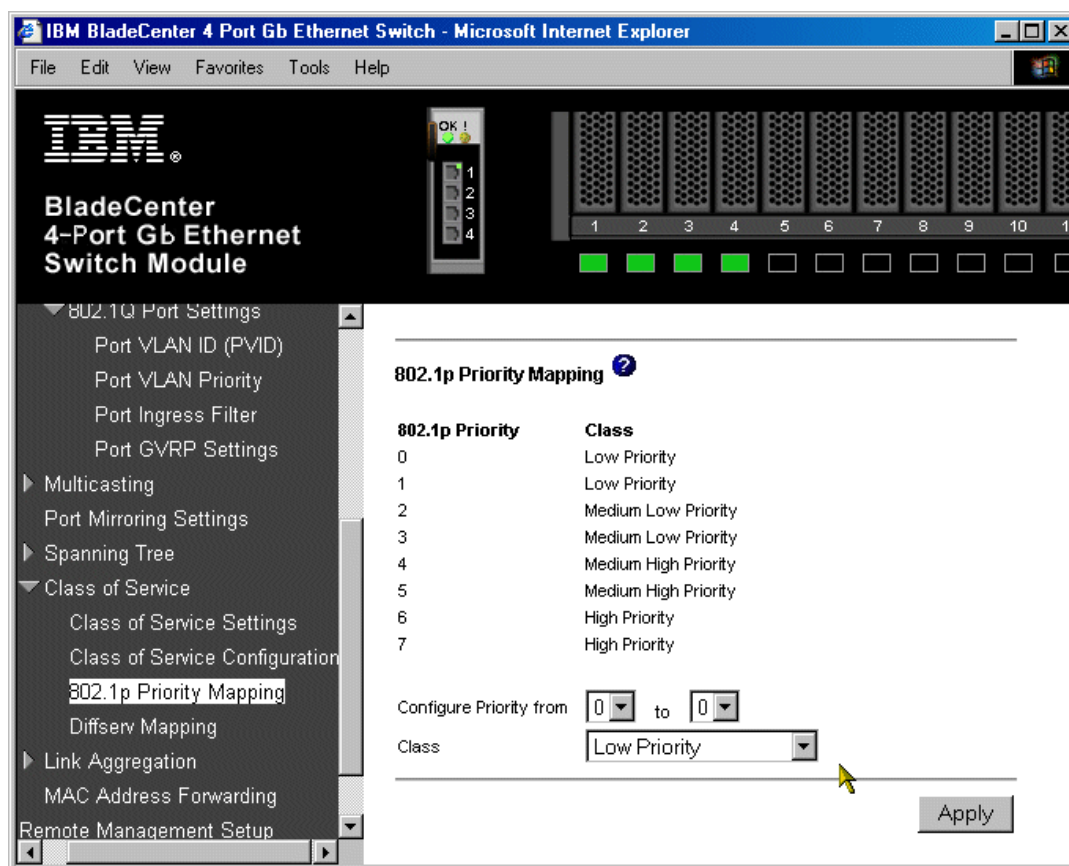 IBM BladeCenter 4 Port Gb Ethernet Switch - Microsoft Internet Explorer
File Edit View Favorites Tools Help
IBM®
BladeCenter
4-Port Gb Ethernet
Switch Module
OK !
1
2
3
4
1 2 3 4 5 6 7 8 9 10 1
802.1Q Port Settings
Port VLAN ID (PVID)
Port VLAN Priority
Port Ingress Filter
Port GVRP Settings
Multicasting
Port Mirroring Settings
Spanning Tree
Class of Service
Class of Service Settings
Class of Service Configuration
802.1p Priority Mapping
Diffserv Mapping
Link Aggregation
MAC Address Forwarding
Remote Management Setup
802.1p Priority Mapping ?
802.1p Priority Class
0 Low Priority
1 Low Priority
2 Medium Low Priority
3 Medium Low Priority
4 Medium High Priority
5 Medium High Priority
6 High Priority
7 High Priority
Configure Priority from 0 to 0
Class Low Priority
Apply